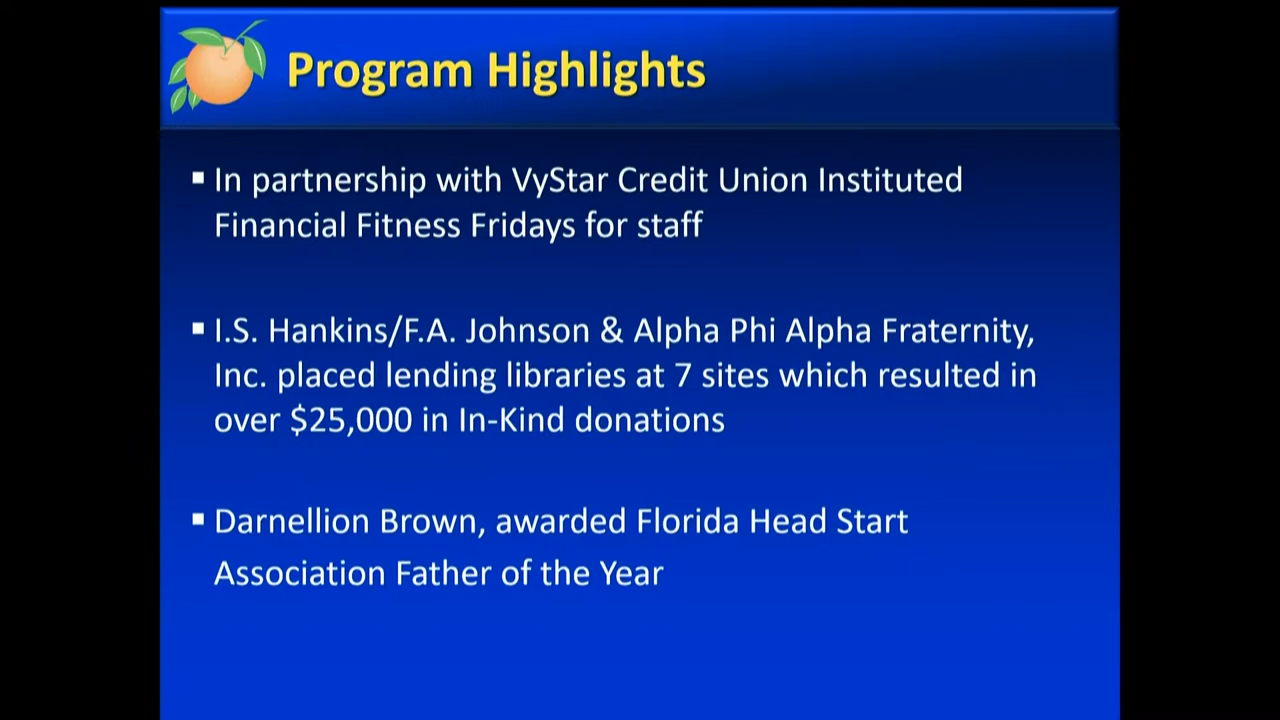 Program Highlights
▪ In partnership with VyStar Credit Union Instituted
Financial Fitness Fridays for staff
▪ I.S. Hankins/F.A. Johnson & Alpha Phi Alpha Fraternity,
Inc. placed lending libraries at 7 sites which resulted in
over $25,000 in In-Kind donations
▪ Darnellion Brown, awarded Florida Head Start
Association Father of the Year